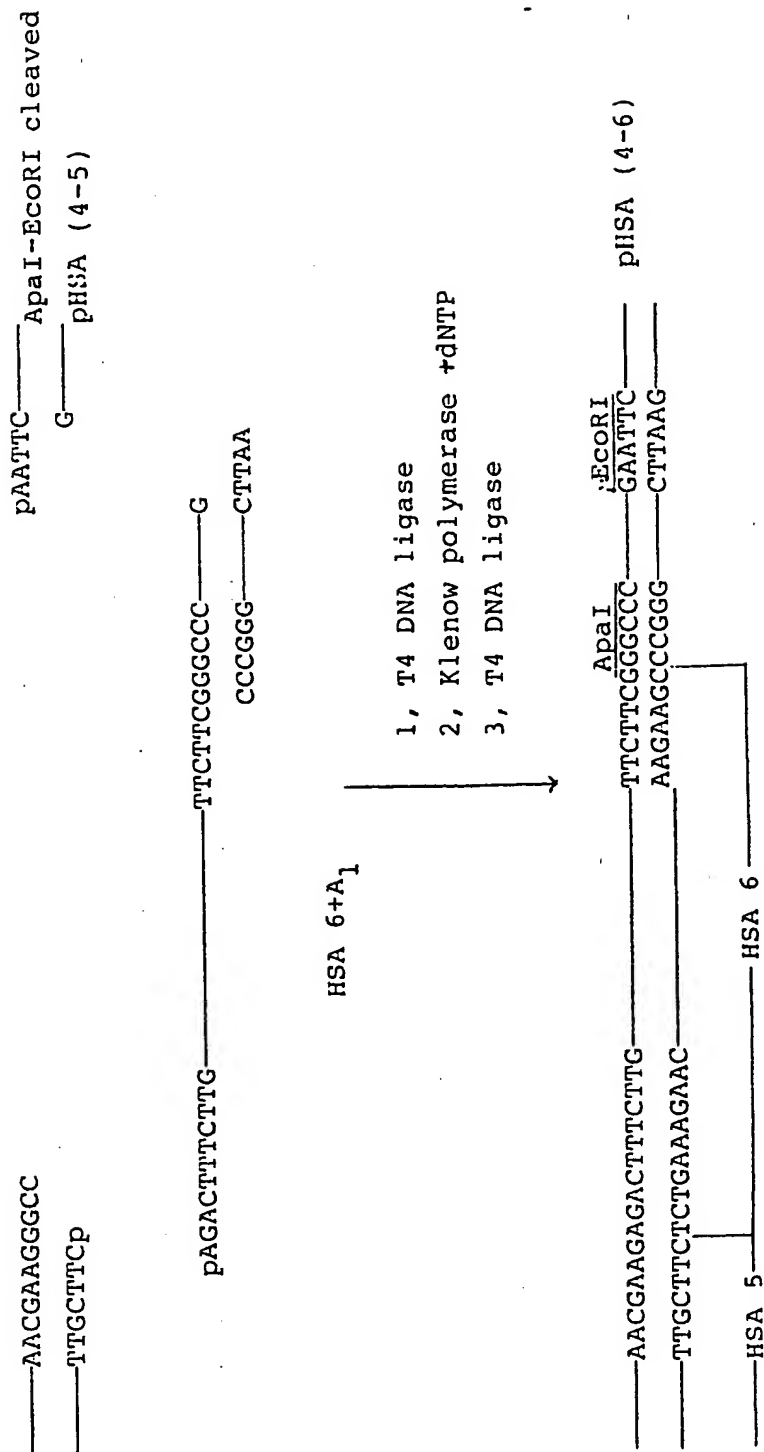 AACGAAGGGCC
pAATTC
ApaI-EcoRI cleaved
TTGCTTCp
G
pHSA (4-5)
pAGACTTTCTTG
TTCTTCGGGCCC
G
CCCGGG
CTTAA
HSA 6+A1
1, T4 DNA ligase
2, Klenow polymerase +dNTP
3, T4 DNA ligase
ApaI
EcoRI
AACGAAGAGACTTTCTTG
TTCTTCGGGCCC
GAATTC
pHSA (4-6)
TTGCTTCTCTGAAAGAAC
AAGAAGCCCGGG
CTTAAG
HSA 5
HSA 6